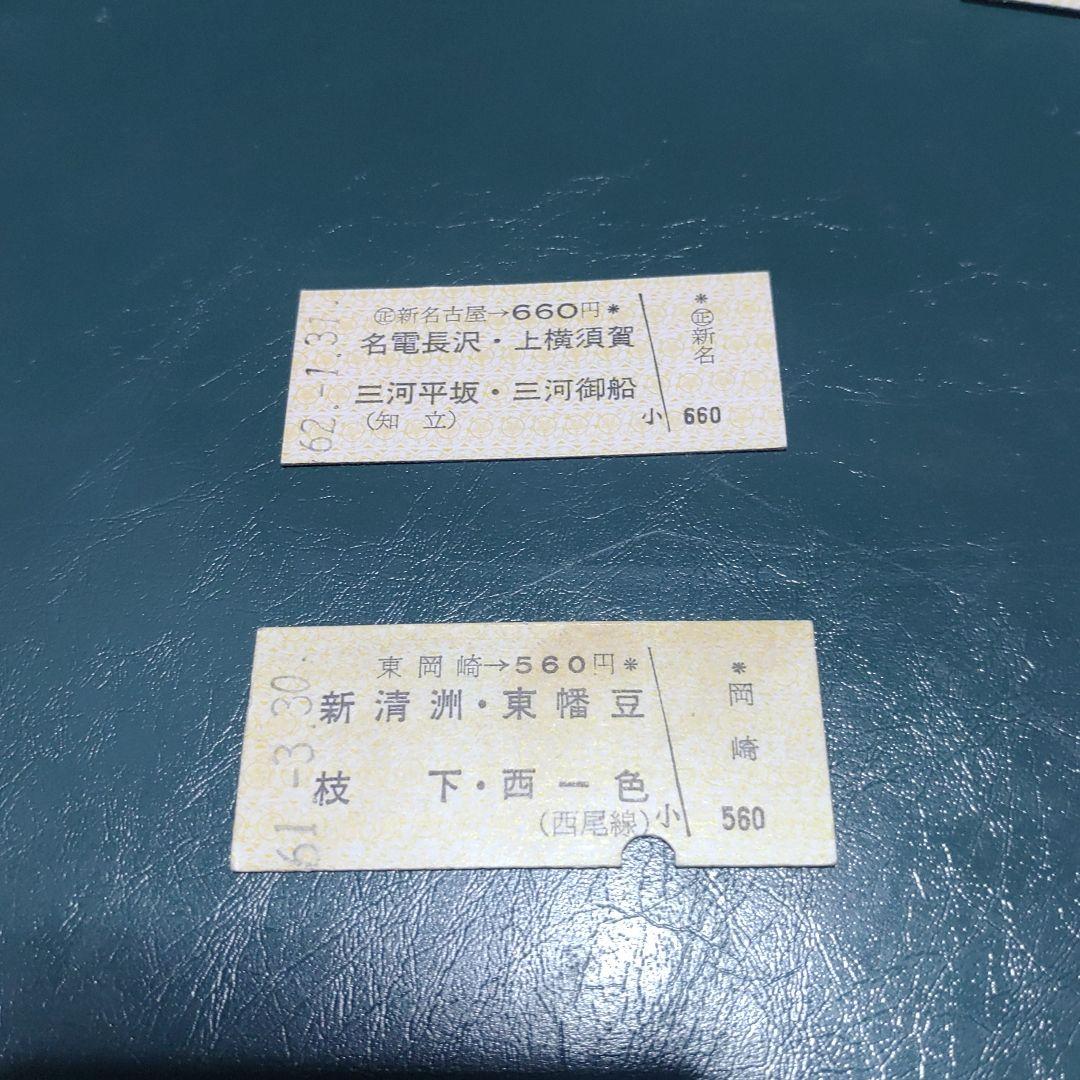 62.-1.31.
㊣新名古屋→660円＊
名電長沢・上横須賀
三河平坂・三河御船
(知 立)
小
＊
㊣新名
660
61.-3.30.
東岡崎→560円＊
新清洲・東幡豆
枝下・西一色
(西尾線)
小
＊
岡崎
560